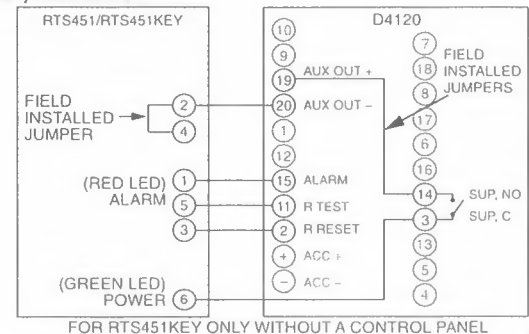 RTS451/RTS451KEY
D4120
10
9
19 AUX OUT +
20 AUX OUT –
1
12
15 ALARM
11 R TEST
2 R RESET
+ ACC +
− ACC −
7
18
8
17
6
16
14 SUP, NO
3 SUP, C
13
5
4
FIELD
INSTALLED
JUMPERS
FIELD
INSTALLED
JUMPER
2
4
(RED LED)
ALARM
1
5
3
(GREEN LED)
POWER
6
FOR RTS451KEY ONLY WITHOUT A CONTROL PANEL